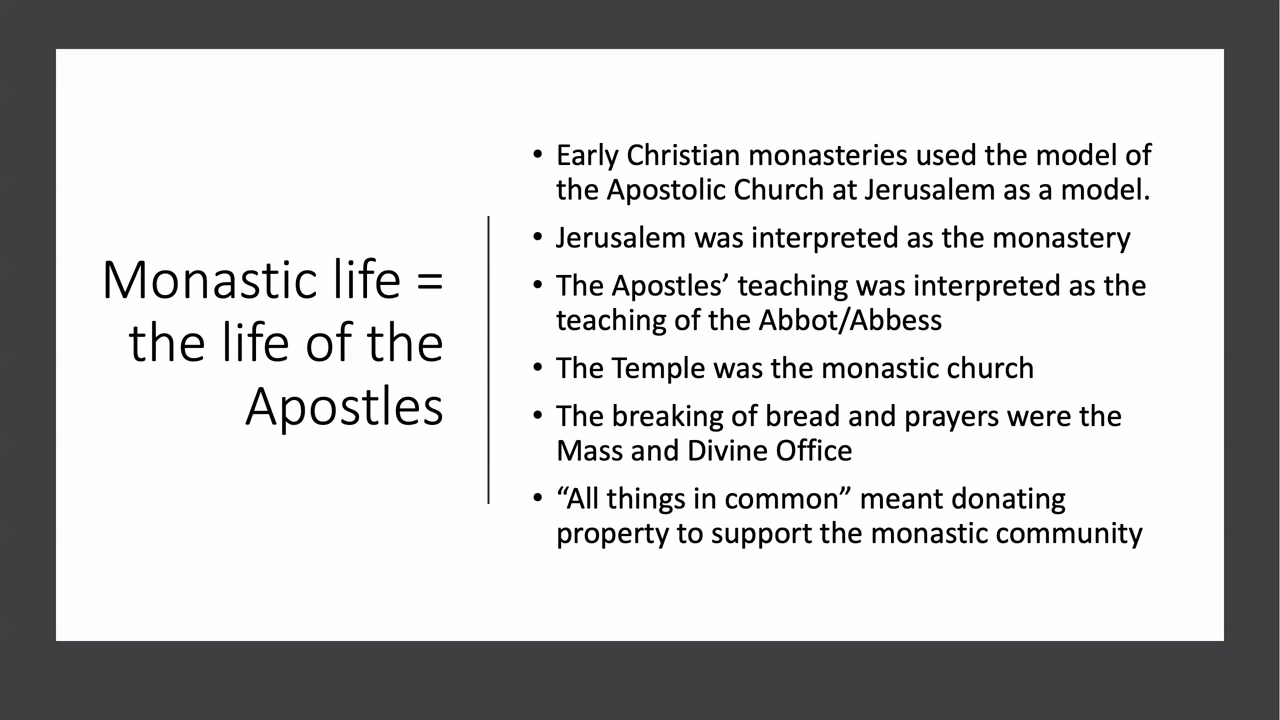 Monastic life =
the life of the
Apostles
• Early Christian monasteries used the model of
the Apostolic Church at Jerusalem as a model.
• Jerusalem was interpreted as the monastery
• The Apostles’ teaching was interpreted as the
teaching of the Abbot/Abbess
• The Temple was the monastic church
• The breaking of bread and prayers were the
Mass and Divine Office
• “All things in common” meant donating
property to support the monastic community